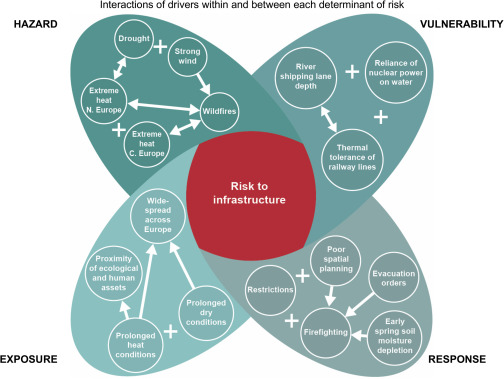 Interactions of drivers within and between each determinant of risk
HAZARD
VULNERABILITY
Drought
Strong
wind
Extreme
heat
N. Europe
Wildfires
Extreme
heat
C. Europe
River
shipping lane
depth
Reliance of
nuclear power
on water
Thermal
tolerance of
railway lines
Risk to
infrastructure
Wide-
spread across
Europe
Proximity
of ecological
and human
assets
Prolonged
dry
conditions
Prolonged
heat
conditions
Poor
spatial
planning
Restrictions
Evacuation
orders
Firefighting
Early
spring soil
moisture
depletion
EXPOSURE
RESPONSE